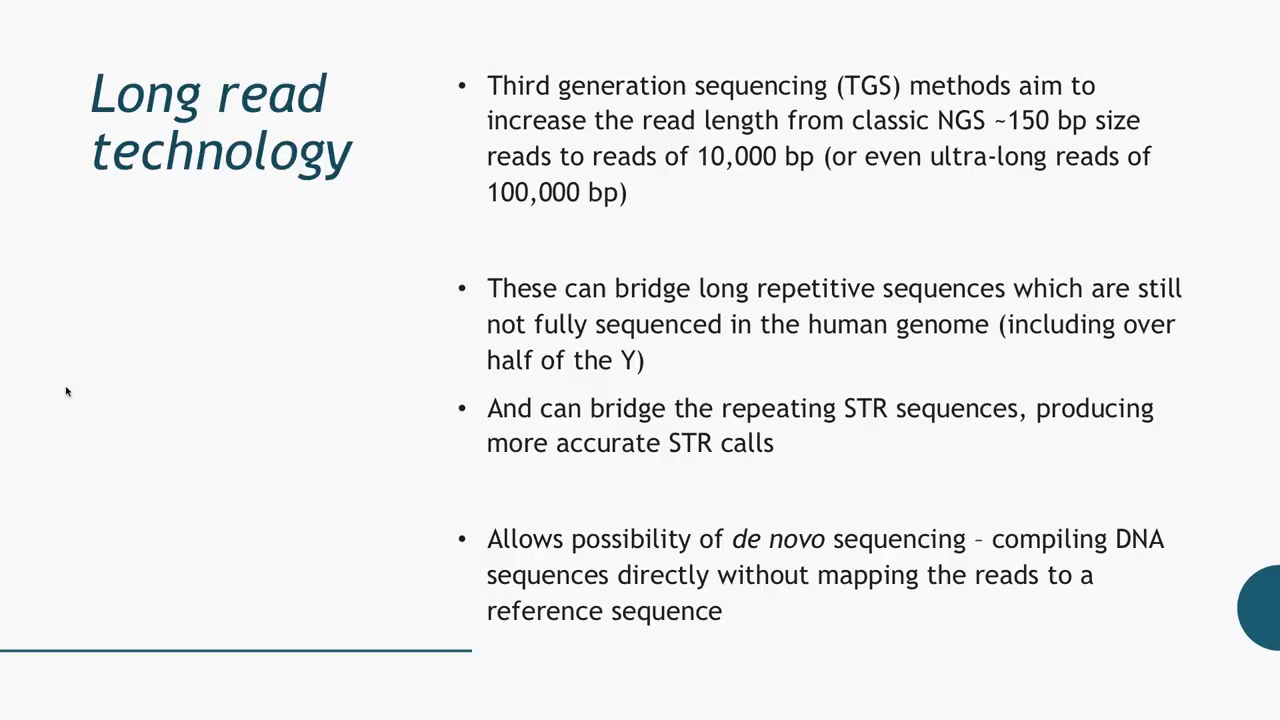 Long read
technology
• Third generation sequencing (TGS) methods aim to
increase the read length from classic NGS ~150 bp size
reads to reads of 10,000 bp (or even ultra-long reads of
100,000 bp)
• These can bridge long repetitive sequences which are still
not fully sequenced in the human genome (including over
half of the Y)
• And can bridge the repeating STR sequences, producing
more accurate STR calls
• Allows possibility of de novo sequencing – compiling DNA
sequences directly without mapping the reads to a
reference sequence